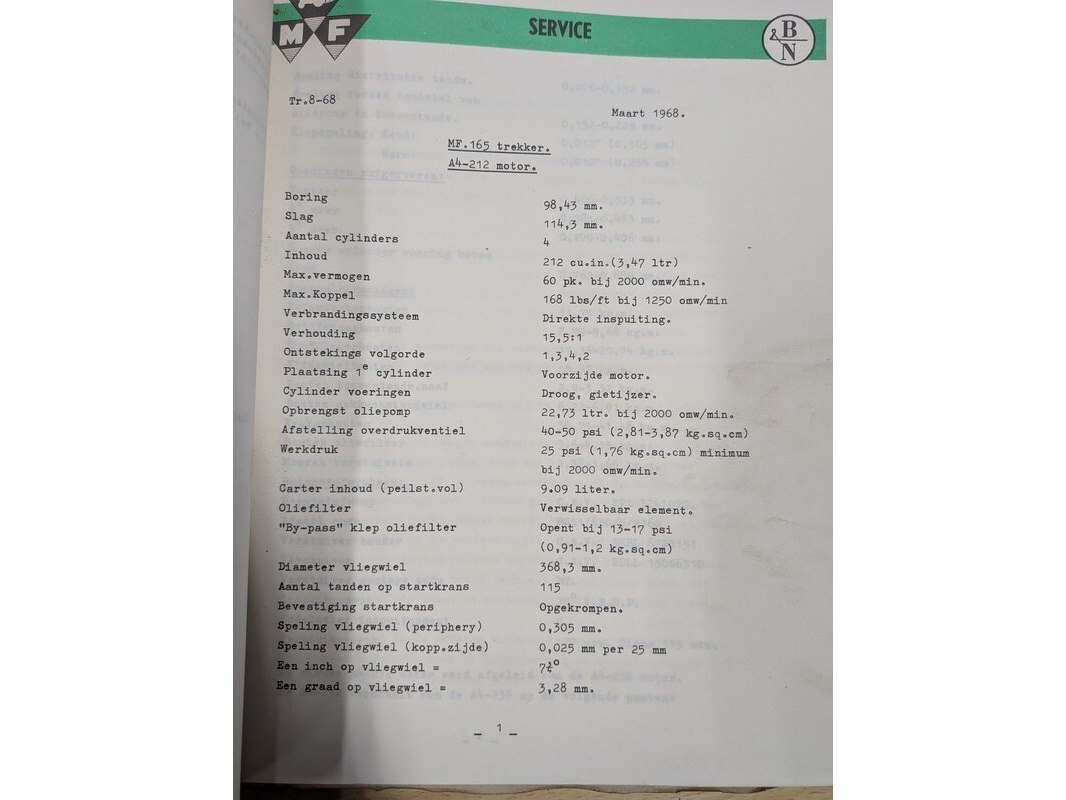 A
M F
SERVICE
& B N
Tr.8-68
Maart 1968.
MF.165 trekker.
A4-212 motor.
Boring 98,43 mm.
Slag 114,3 mm.
Aantal cylinders 4
Inhoud 212 cu.in.(3,47 ltr)
Max.vermogen 60 pk. bij 2000 omw/min.
Max.Koppel 168 lbs/ft bij 1250 omw/min
Verbrandingssysteem Direkte inspuiting.
Verhouding 15,5:1
Ontstekings volgorde 1,3,4,2
Plaatsing 1e cylinder Voorzijde motor.
Cylinder voeringen Droog, gietijzer.
Opbrengst oliepomp 22,73 ltr. bij 2000 omw/min.
Afstelling overdrukventiel 40-50 psi (2,81-3,87 kg.sq.cm)
Werkdruk 25 psi (1,76 kg.sq.cm) minimum
bij 2000 omw/min.
Carter inhoud (peilst.vol) 9.09 liter.
Oliefilter Verwisselbaar element.
"By-pass" klep oliefilter Opent bij 13-17 psi
(0,91-1,2 kg.sq.cm)
Diameter vliegwiel 368,3 mm.
Aantal tanden op startkrans 115
Bevestiging startkrans Opgekrompen.
Speling vliegwiel (periphery) 0,305 mm.
Speling vliegwiel (kopp.zijde) 0,025 mm per 25 mm
Een inch op vliegwiel =
Een graad op vliegwiel = 3,28 mm.
_ 1 _